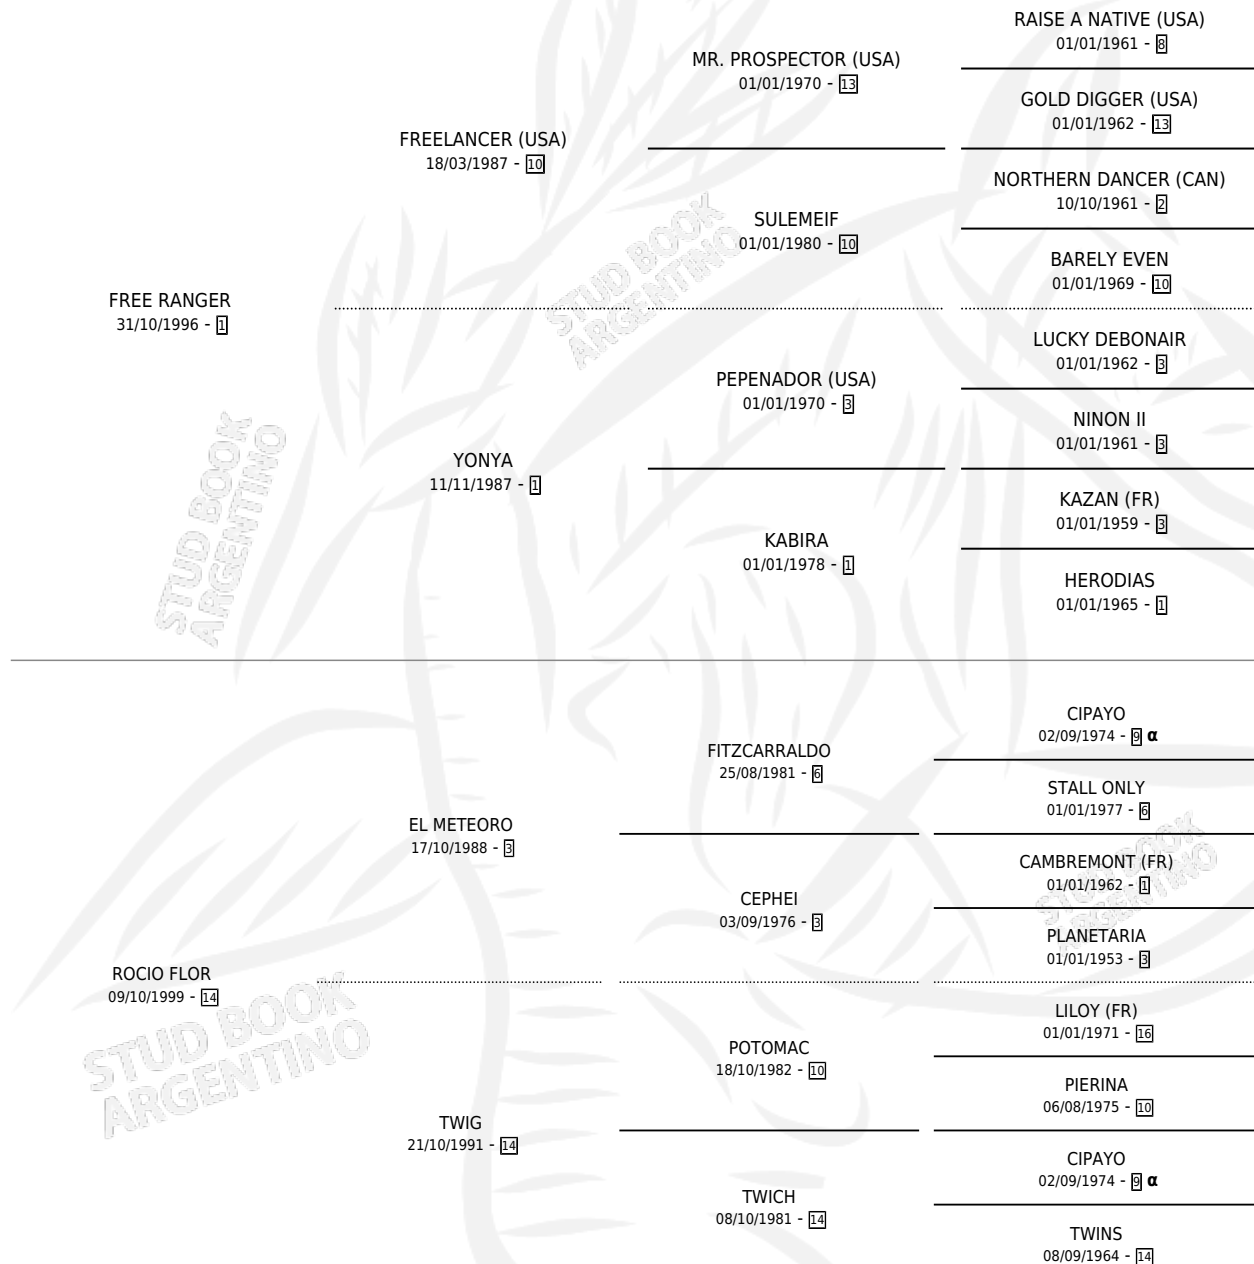 RAISE A NATIVE (USA)
01/01/1961 - 8
MR. PROSPECTOR (USA)
01/01/1970 - 13
GOLD DIGGER (USA)
01/01/1962 - 13
FREELANCER (USA)
18/03/1987 - 10
NORTHERN DANCER (CAN)
10/10/1961 - 2
SULEMEIF
01/01/1980 - 10
BARELY EVEN
01/01/1969 - 10
FREE RANGER
31/10/1996 - 1
LUCKY DEBONAIR
01/01/1962 - 3
PEPENADOR (USA)
01/01/1970 - 3
NINON II
01/01/1961 - 3
YONYA
11/11/1987 - 1
KAZAN (FR)
01/01/1959 - 3
KABIRA
01/01/1978 - 1
HERODIAS
01/01/1965 - 1
CIPAYO
02/09/1974 - 9 α
FITZCARRALDO
25/08/1981 - 6
STALL ONLY
01/01/1977 - 6
EL METEORO
17/10/1988 - 3
CAMBREMONT (FR)
01/01/1962 - 1
CEPHEI
03/09/1976 - 3
PLANETARIA
01/01/1953 - 3
ROCIO FLOR
09/10/1999 - 14
LILOY (FR)
01/01/1971 - 16
POTOMAC
18/10/1982 - 10
PIERINA
06/08/1975 - 10
TWIG
21/10/1991 - 14
CIPAYO
02/09/1974 - 9 α
TWICH
08/10/1981 - 14
TWINS
08/09/1964 - 14
STUD BOOK
ARGENTINO
STUD BOOK
ARGENTINO
STUD BOOK
ARGENTINO
STUD BOOK
ARGENTINO